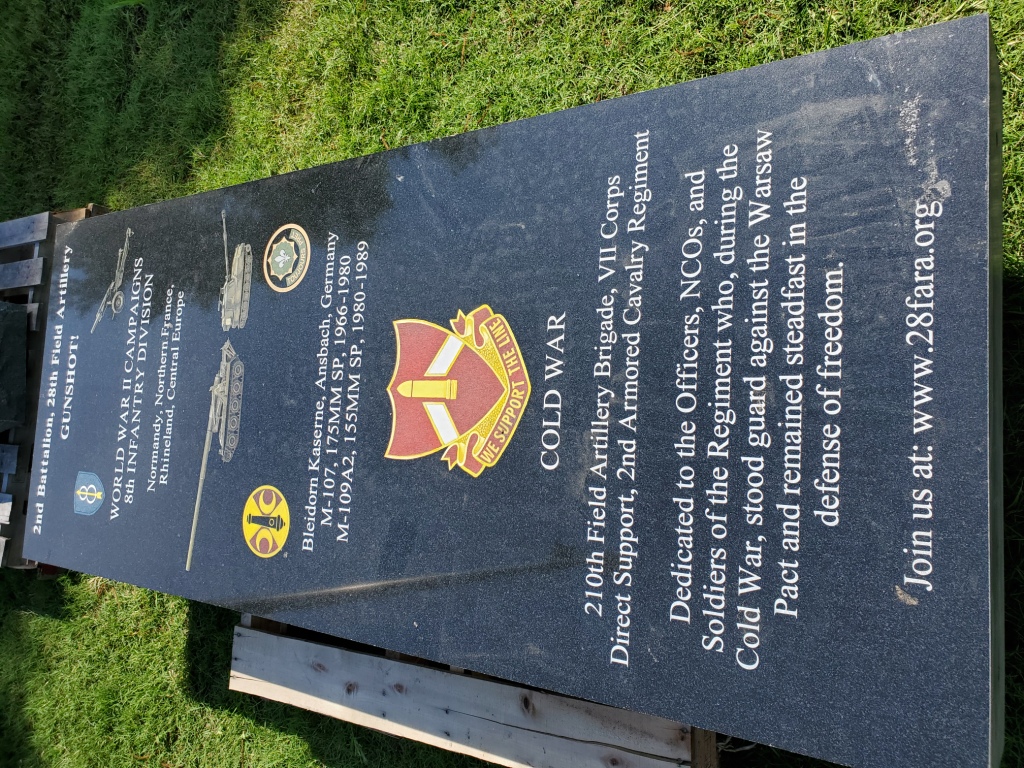 2nd Battalion, 28th Field Artillery
GUNSHOT!
8
WORLD WAR II CAMPAIGNS
8th INFANTRY DIVISION
Normandy, Northern France,
Rhineland, Central Europe
Bleidorn Kaserne, Ansbach, Germany
M-107, 175MM SP, 1966-1980
M-109A2, 155MM SP, 1980-1989
WE SUPPORT THE LINE
COLD WAR
210th Field Artillery Brigade, VII Corps
Direct Support, 2nd Armored Cavalry Regiment
Dedicated to the Officers, NCOs, and
Soldiers of the Regiment who, during the
Cold War, stood guard against the Warsaw
Pact and remained steadfast in the
defense of freedom.
Join us at: www.28fara.org